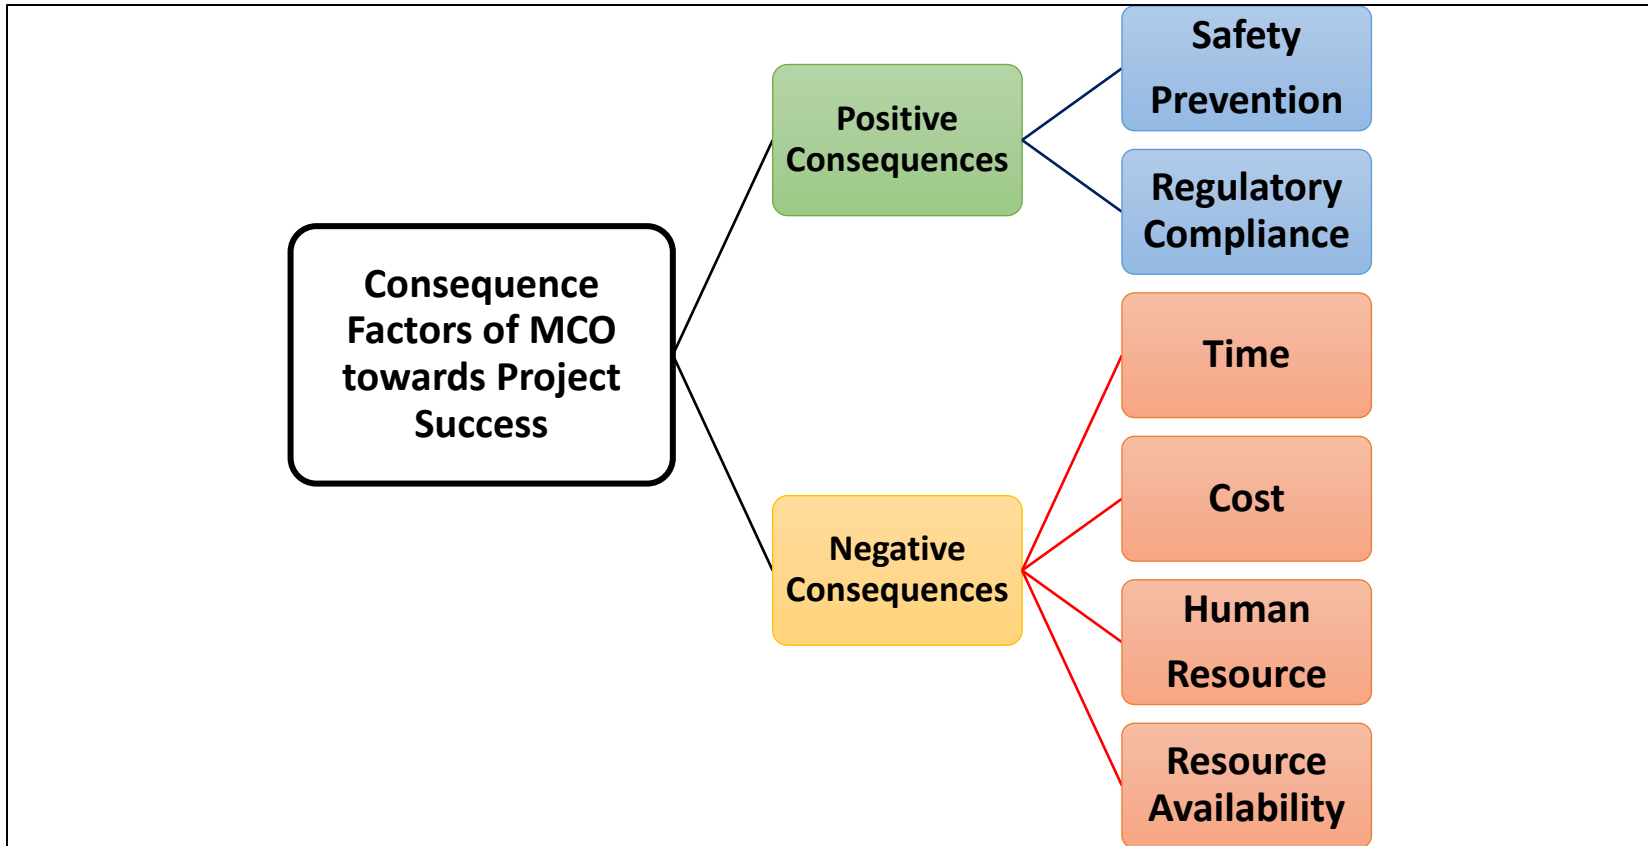 Consequence
Factors of MCO
towards Project
Success
Positive
Consequences
Safety
Prevention
Regulatory
Compliance
Negative
Consequences
Time
Cost
Human
Resource
Resource
Availability